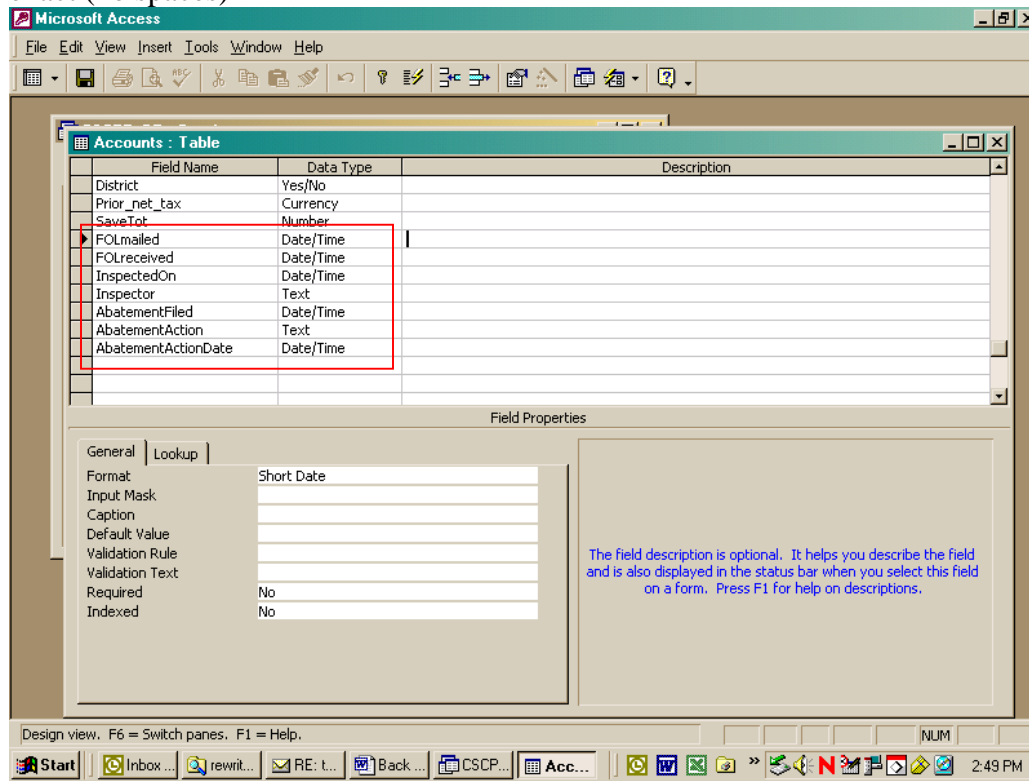 Microsoft Access
File Edit View Insert Tools Window Help
Accounts : Table
Field Name Data Type Description
District Yes/No
Prior_net_tax Currency
SaveTot Number
FOLmailed Date/Time
FOLreceived Date/Time
InspectedOn Date/Time
Inspector Text
AbatementFiled Date/Time
AbatementAction Text
AbatementActionDate Date/Time
Field Properties
General Lookup
Format Short Date
Input Mask
Caption
Default Value
Validation Rule
Validation Text
Required No
Indexed No
The field description is optional. It helps you describe the field
and is also displayed in the status bar when you select this field
on a form. Press F1 for help on descriptions.
Design view. F6 = Switch panes. F1 = Help. NUM
Start Inbox ... rewrit... RE: t... Back ... CSCP... Acc... » 2:49 PM